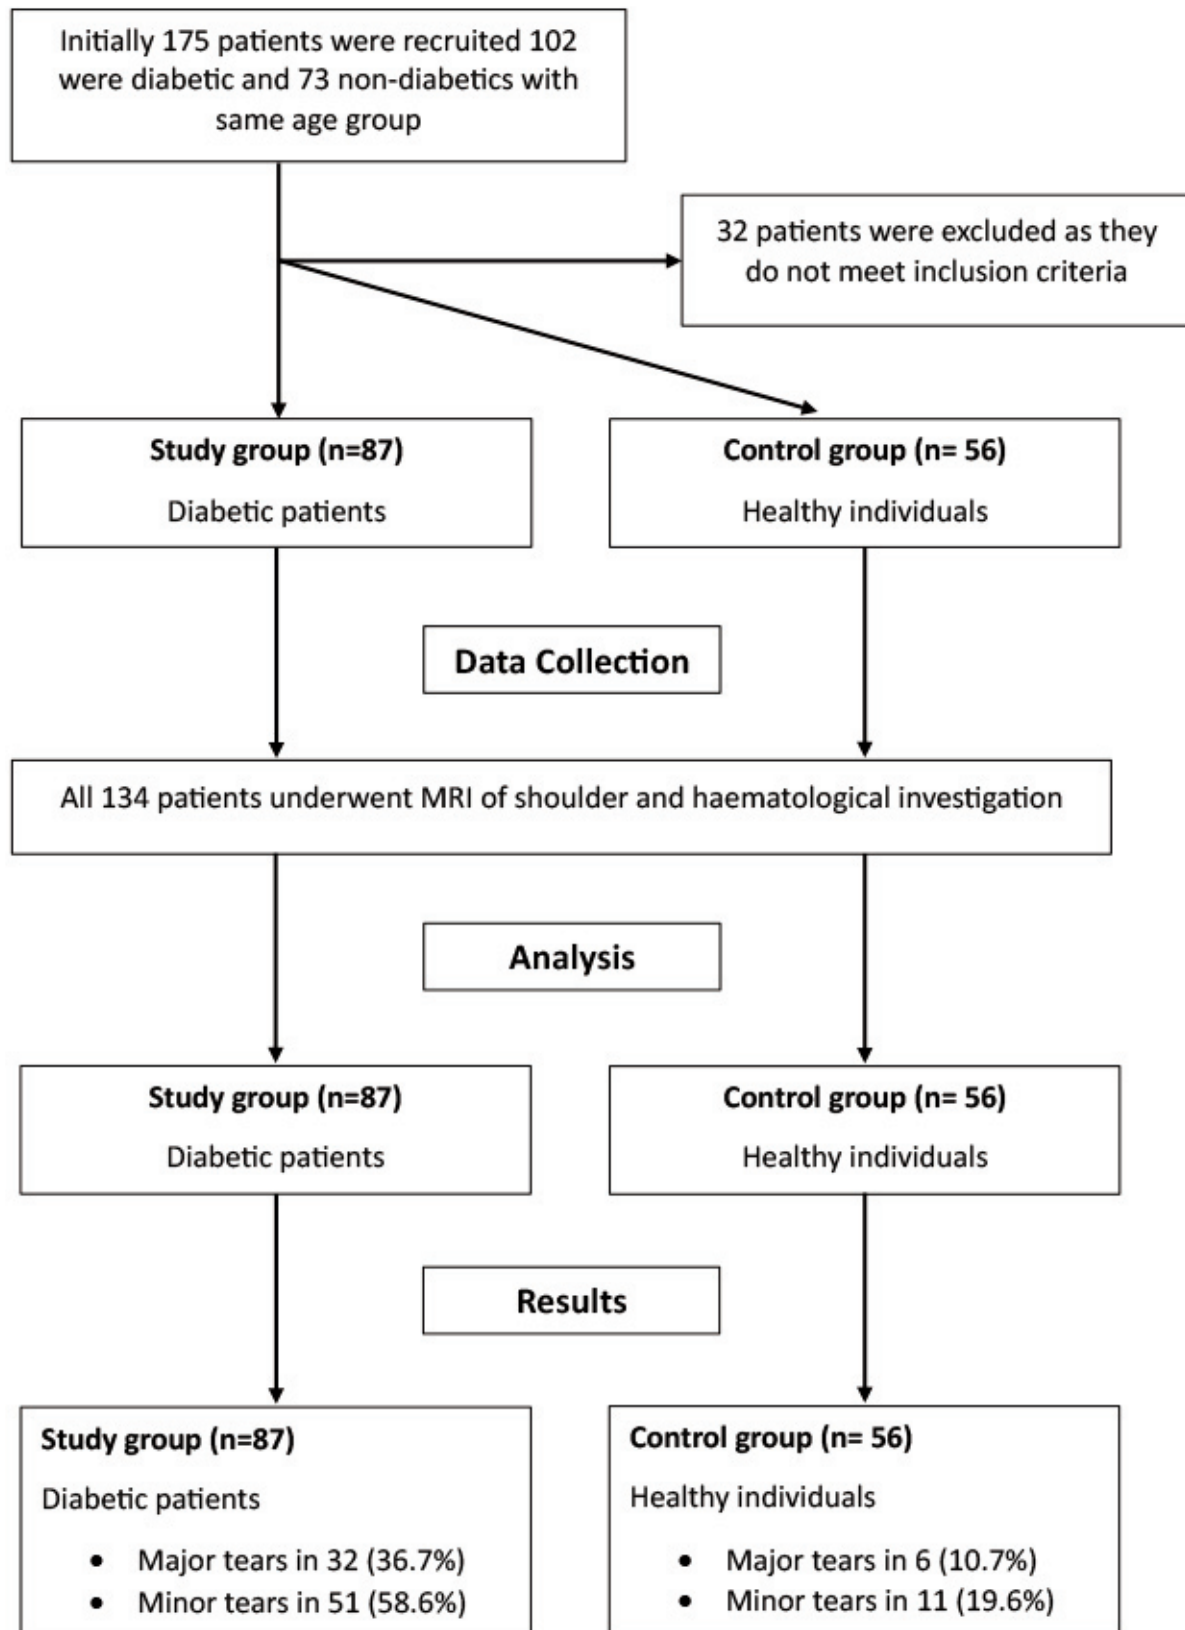 Initially 175 patients were recruited 102
were diabetic and 73 non-diabetics with
same age group
32 patients were excluded as they
do not meet inclusion criteria
Study group (n=87)
Diabetic patients
Control group (n= 56)
Healthy individuals
Data Collection
All 134 patients underwent MRI of shoulder and haematological investigation
Analysis
Study group (n=87)
Diabetic patients
Control group (n= 56)
Healthy individuals
Results
Study group (n=87)
Diabetic patients
• Major tears in 32 (36.7%)
• Minor tears in 51 (58.6%)
Control group (n= 56)
Healthy individuals
• Major tears in 6 (10.7%)
• Minor tears in 11 (19.6%)